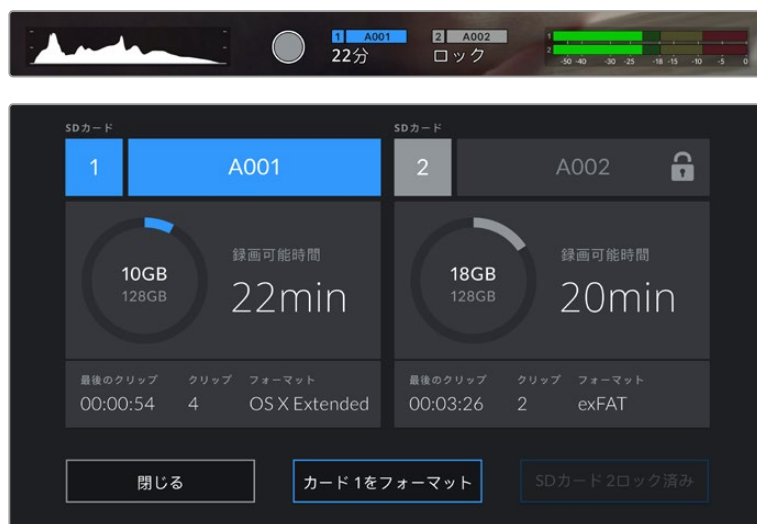 1 A001 2 A002
22分 ロック
1
2
-50 -40 -30 -25 -18 -15 -10 -5 0
SDカード SDカード
1 A001 2 A002
録画可能時間 録画可能時間
10GB 18GB
128GB 22min 128GB 20min
最後のクリップ クリップ フォーマット 最後のクリップ クリップ フォーマット
00:00:54 4 OS X Extended 00:03:26 2 exFAT
閉じる カード 1をフォーマット SDカード 2ロック済み